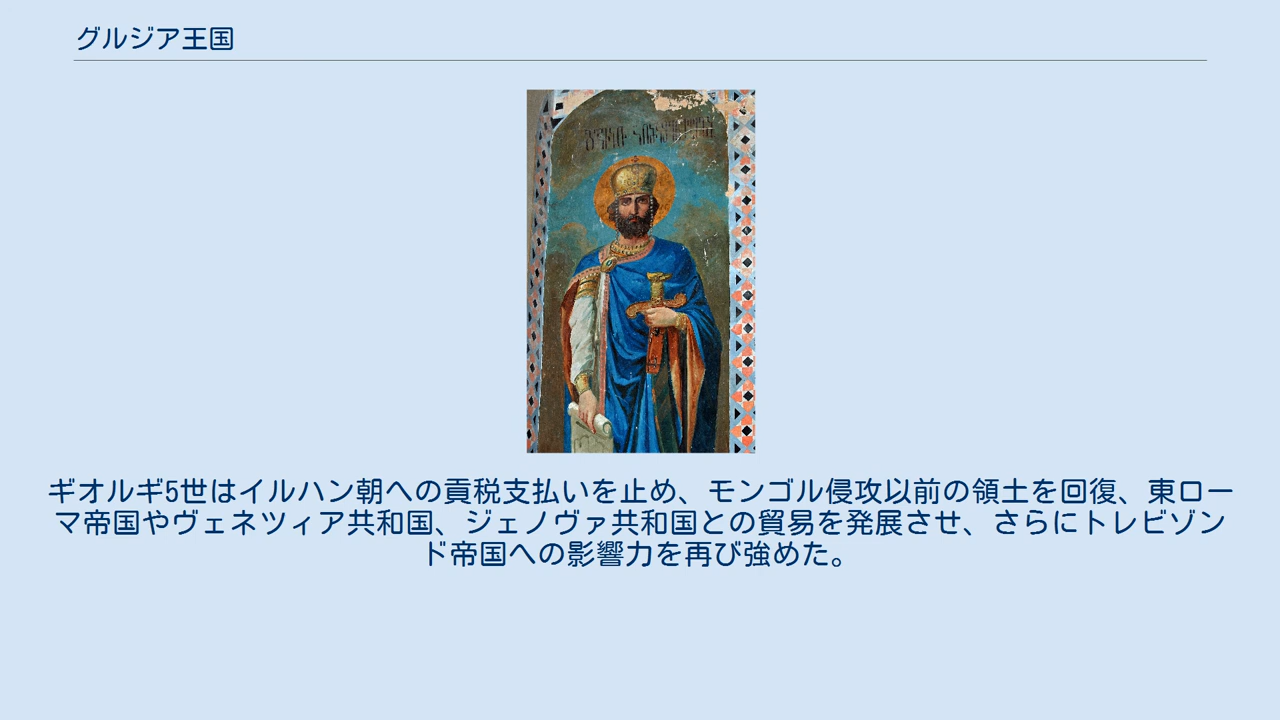 グルジア王国
ギオルギ5世はイルハン朝への貢税支払いを止め、モンゴル侵攻以前の領土を回復、東ロー
マ帝国やヴェネツィア共和国、ジェノヴァ共和国との貿易を発展させ、さらにトレビゾン
ド帝国への影響力を再び強めた。